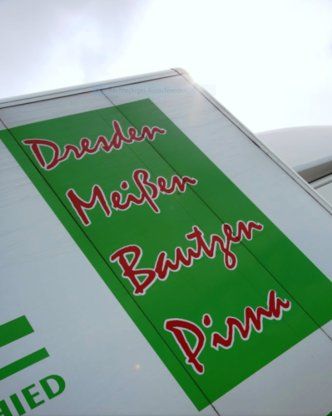 Dresden
Meißen
Bautzen
Pirna
HIED